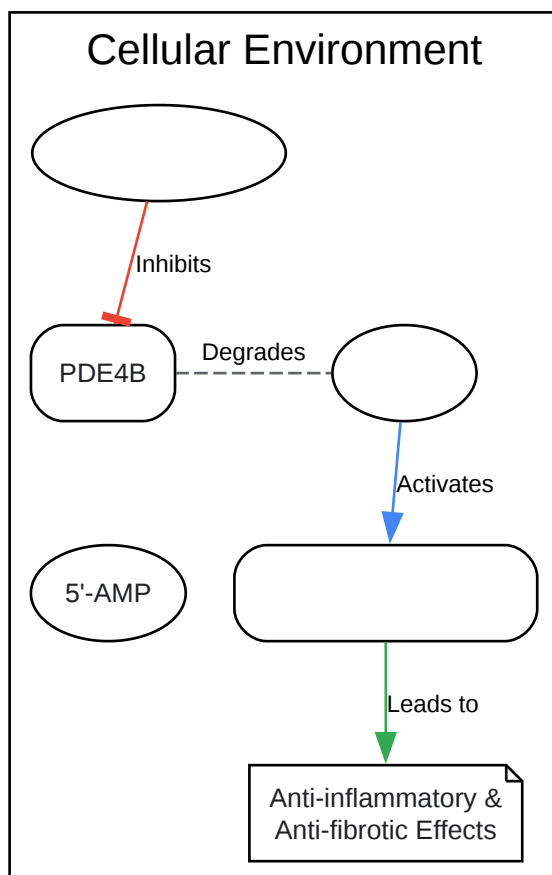 Cellular Environment
Inhibits
PDE4B
Degrades
Activates
5'-AMP
Leads to
Anti-inflammatory &
Anti-fibrotic Effects